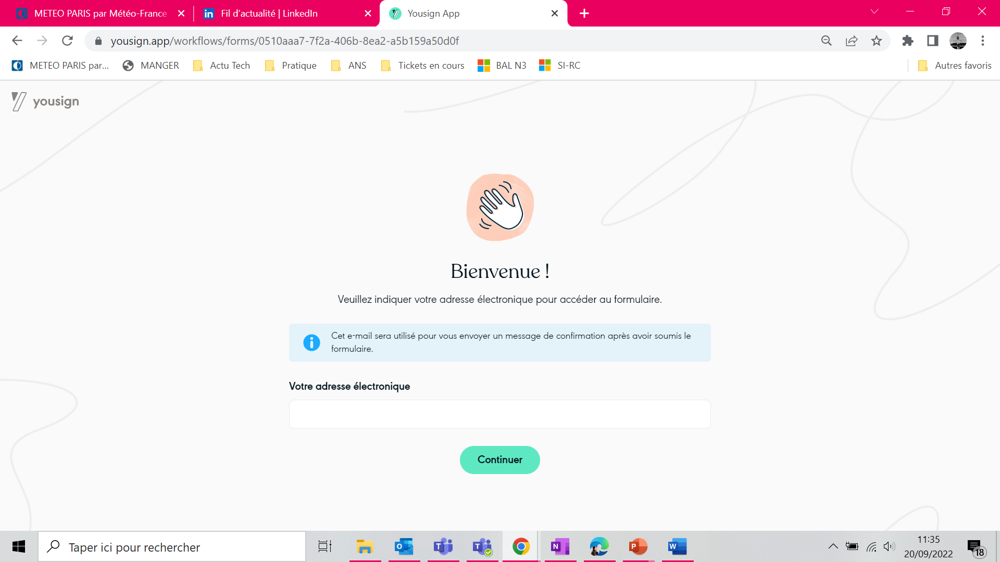 METEO PARIS par Météo-France
Fil d’actualité | LinkedIn
Yousign App
yousign.app/workflows/forms/0510aaa7-7f2a-406b-8ea2-a5b159a50d0f
METEO PARIS par...
MANGER
Actu Tech
Pratique
ANS
Tickets en cours
BAL N3
SI-RC
Autres favoris
yousign
Bienvenue !
Veuillez indiquer votre adresse électronique pour accéder au formulaire.
Cet e-mail sera utilisé pour vous envoyer un message de confirmation après avoir soumis le
formulaire.
Votre adresse électronique
Continuer
Taper ici pour rechercher
11:35
20/09/2022
18